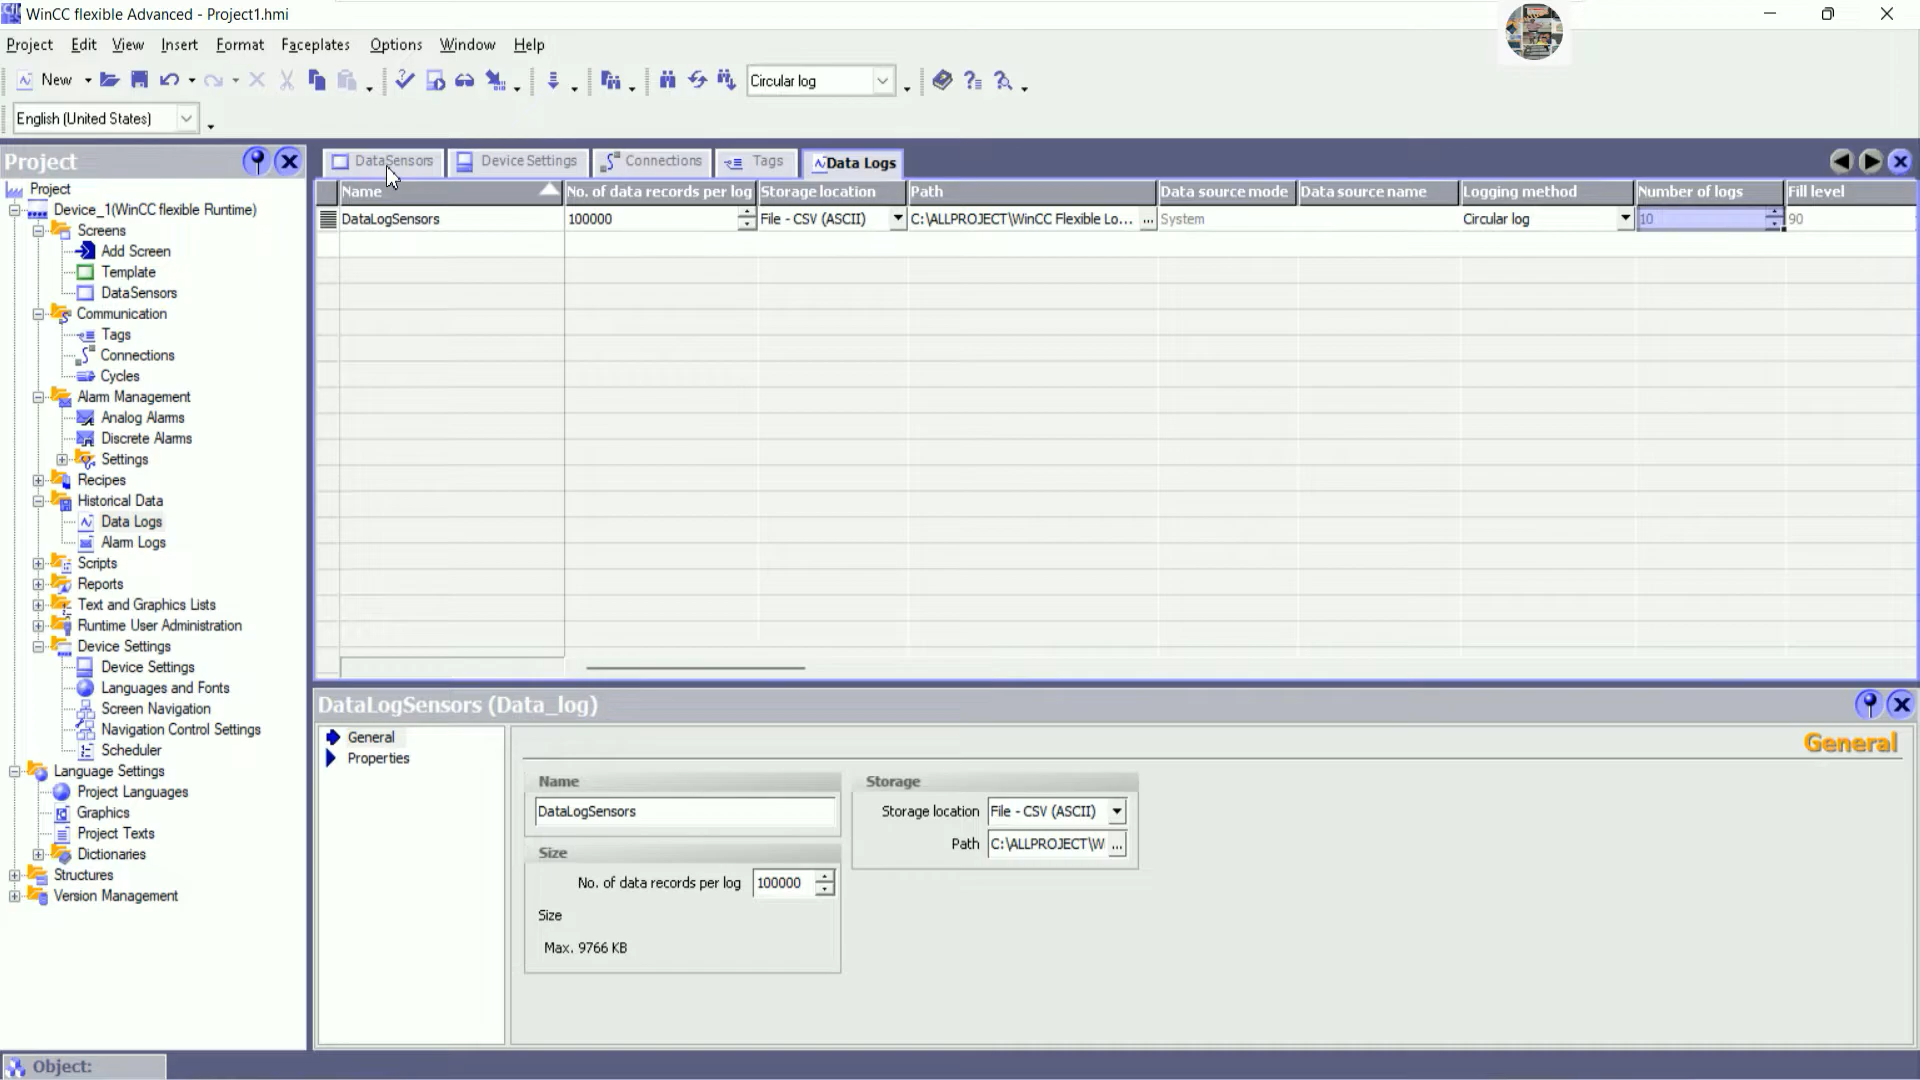 WinCC flexible Advanced - Project1.hmi
Project Edit View Insert Format Faceplates Options Window Help
New Circular log
English (United States)
Project
DataSensors Device Settings Connections Tags Data Logs
Name No. of data records per log Storage location Path Data source mode Data source name Logging method Number of logs Fill level
DataLogSensors 100000 File - CSV (ASCII) C:\ALLPROJECT\WinCC Flexible Lo... ... System Circular log 10 90
Project
Device_1(WinCC flexible Runtime)
Screens
Add Screen
Template
DataSensors
Communication
Tags
Connections
Cycles
Alarm Management
Analog Alarms
Discrete Alarms
Settings
Recipes
Historical Data
Data Logs
Alarm Logs
Scripts
Reports
Text and Graphics Lists
Runtime User Administration
Device Settings
Device Settings
Languages and Fonts
Screen Navigation
Navigation Control Settings
Scheduler
Language Settings
Project Languages
Graphics
Project Texts
Dictionaries
Structures
Version Management
DataLogSensors (Data_log)
General
Properties
General
Name
DataLogSensors
Size
No. of data records per log 100000
Size
Max. 9766 KB
Storage
Storage location File - CSV (ASCII)
Path C:\ALLPROJECT\W ...
Object: